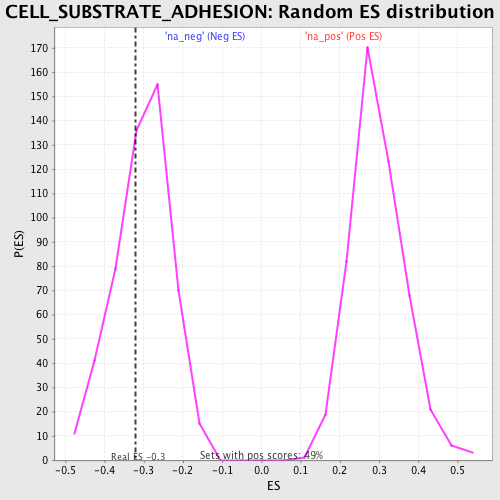 CELL_SUBSTRATE_ADHESION: Random ES distribution
'na_neg' (Neg ES)
'na_pos' (Pos ES)
170
160
150
140
130
120
110
100
90
80
70
60
50
40
30
20
10
0
P(ES)
Real ES -0.3
Sets with pos scores: 49%
-0.5 -0.4 -0.3 -0.2 -0.1 0.0 0.1 0.2 0.3 0.4 0.5
ES